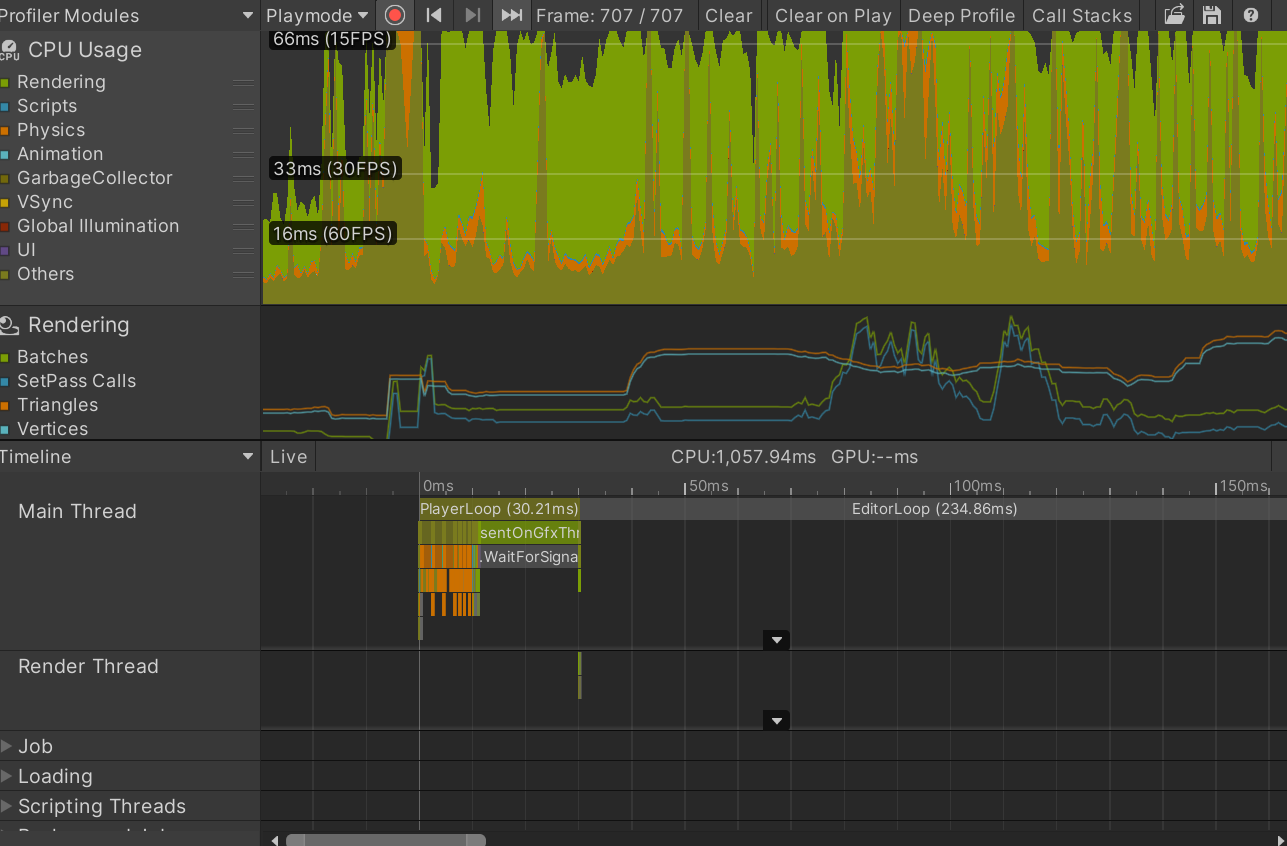 Profiler Modules
Playmode
Frame: 707 / 707
Clear
Clear on Play
Deep Profile
Call Stacks
CPU
CPU Usage
Rendering
Scripts
Physics
Animation
GarbageCollector
VSync
Global Illumination
UI
Others
66ms (15FPS)
33ms (30FPS)
16ms (60FPS)
Rendering
Batches
SetPass Calls
Triangles
Vertices
Timeline
Live
CPU:1,057.94ms GPU:--ms
0ms
50ms
100ms
150ms
Main Thread
PlayerLoop (30.21ms)
EditorLoop (234.86ms)
sentOnGfxThr
.WaitForSigna
Render Thread
Job
Loading
Scripting Threads